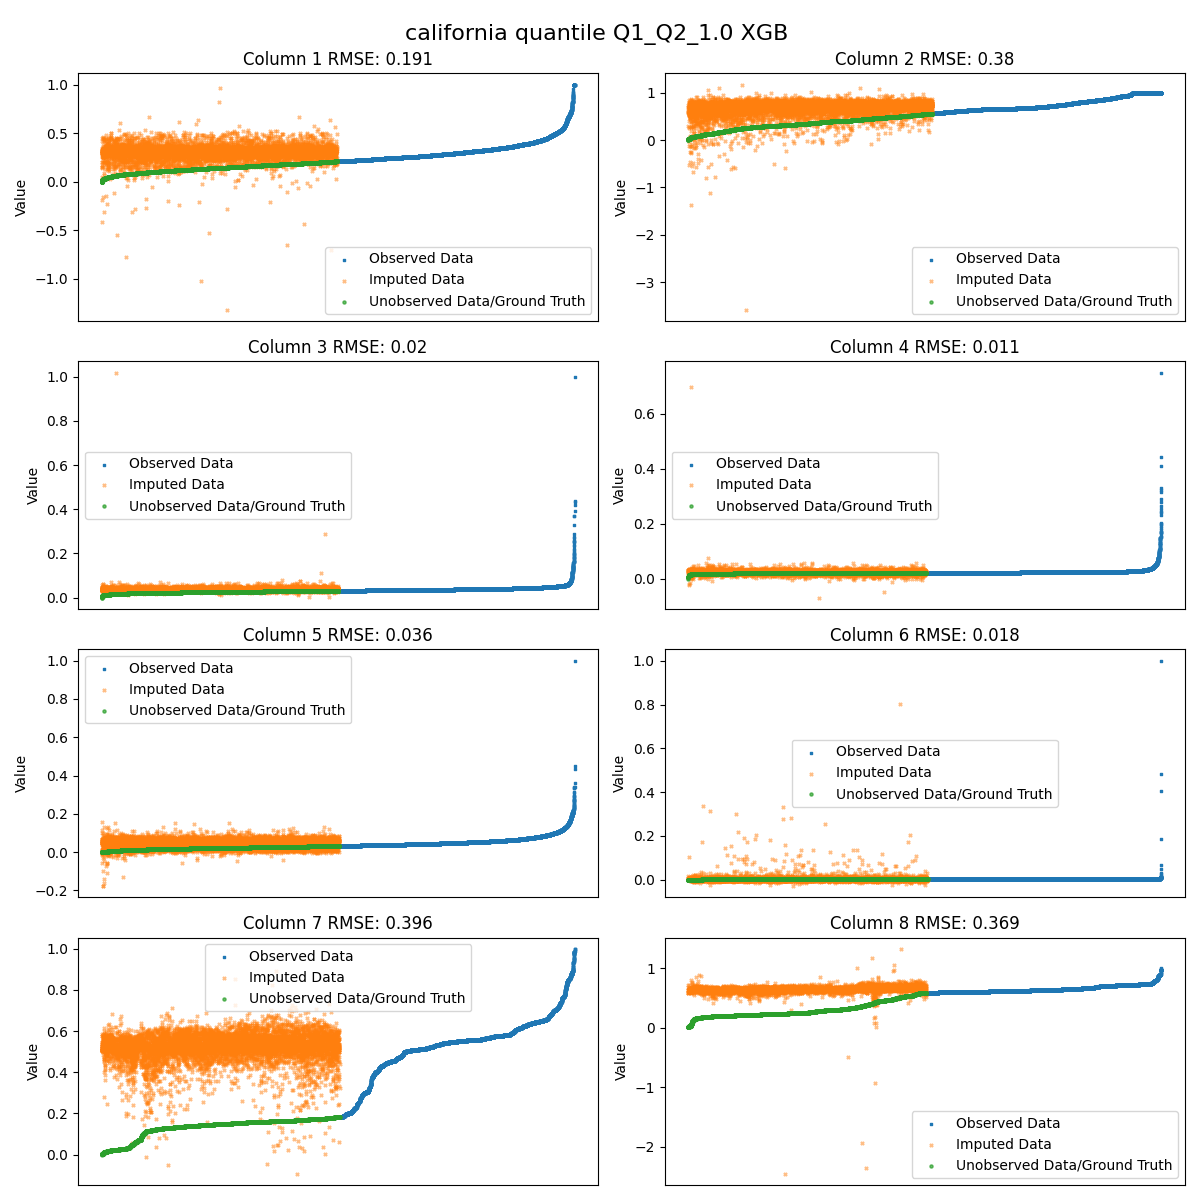 california quantile Q1_Q2_1.0 XGB
Column 1 RMSE: 0.191
1.0
0.5
0.0
−0.5
−1.0
Value
Observed Data
Imputed Data
Unobserved Data/Ground Truth
Column 2 RMSE: 0.38
1
0
−1
−2
−3
Value
Observed Data
Imputed Data
Unobserved Data/Ground Truth
Column 3 RMSE: 0.02
1.0
0.8
0.6
0.4
0.2
0.0
Value
Observed Data
Imputed Data
Unobserved Data/Ground Truth
Column 4 RMSE: 0.011
0.6
0.4
0.2
0.0
Value
Observed Data
Imputed Data
Unobserved Data/Ground Truth
Column 5 RMSE: 0.036
1.0
0.8
0.6
0.4
0.2
0.0
−0.2
Value
Observed Data
Imputed Data
Unobserved Data/Ground Truth
Column 6 RMSE: 0.018
1.0
0.8
0.6
0.4
0.2
0.0
Value
Observed Data
Imputed Data
Unobserved Data/Ground Truth
Column 7 RMSE: 0.396
1.0
0.8
0.6
0.4
0.2
0.0
Value
Observed Data
Imputed Data
Unobserved Data/Ground Truth
Column 8 RMSE: 0.369
1
0
−1
−2
Value
Observed Data
Imputed Data
Unobserved Data/Ground Truth